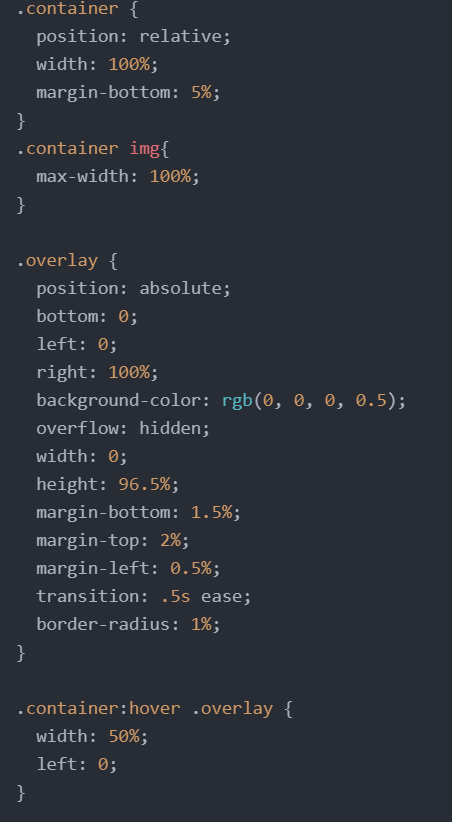 .container {
  position: relative;
  width: 100%;
  margin-bottom: 5%;
}
.container img{
  max-width: 100%;
}

.overlay {
  position: absolute;
  bottom: 0;
  left: 0;
  right: 100%;
  background-color: rgb(0, 0, 0, 0.5);
  overflow: hidden;
  width: 0;
  height: 96.5%;
  margin-bottom: 1.5%;
  margin-top: 2%;
  margin-left: 0.5%;
  transition: .5s ease;
  border-radius: 1%;
}

.container:hover .overlay {
  width: 50%;
  left: 0;
}